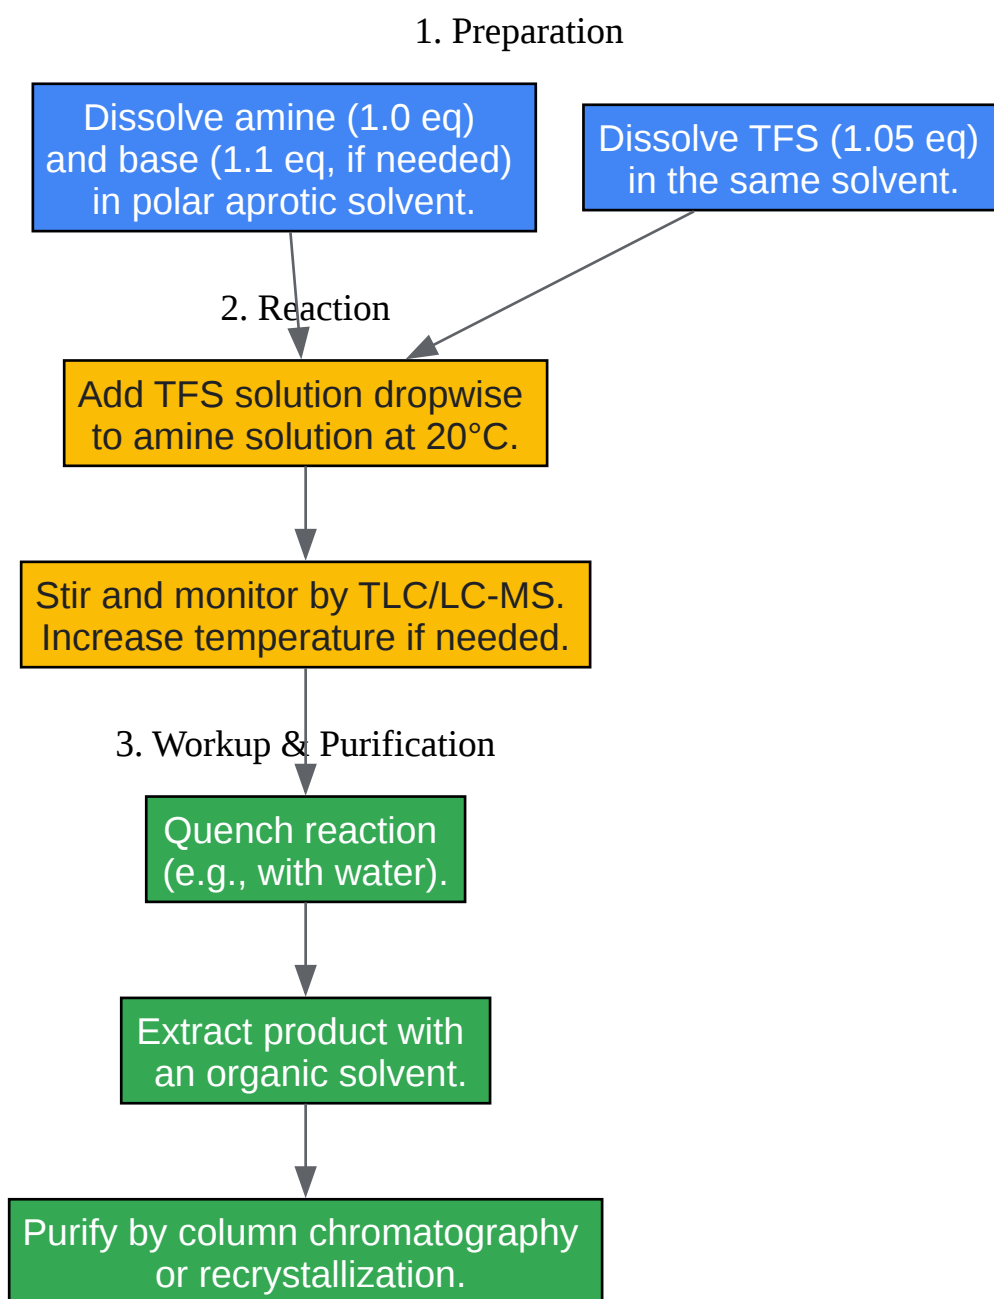 1. Preparation
Dissolve amine (1.0 eq)
and base (1.1 eq, if needed)
in polar aprotic solvent.
Dissolve TFS (1.05 eq)
in the same solvent.
2. Reaction
Add TFS solution dropwise
to amine solution at 20°C.
Stir and monitor by TLC/LC-MS.
Increase temperature if needed.
3. Workup & Purification
Quench reaction
(e.g., with water).
Extract product with
an organic solvent.
Purify by column chromatography
or recrystallization.